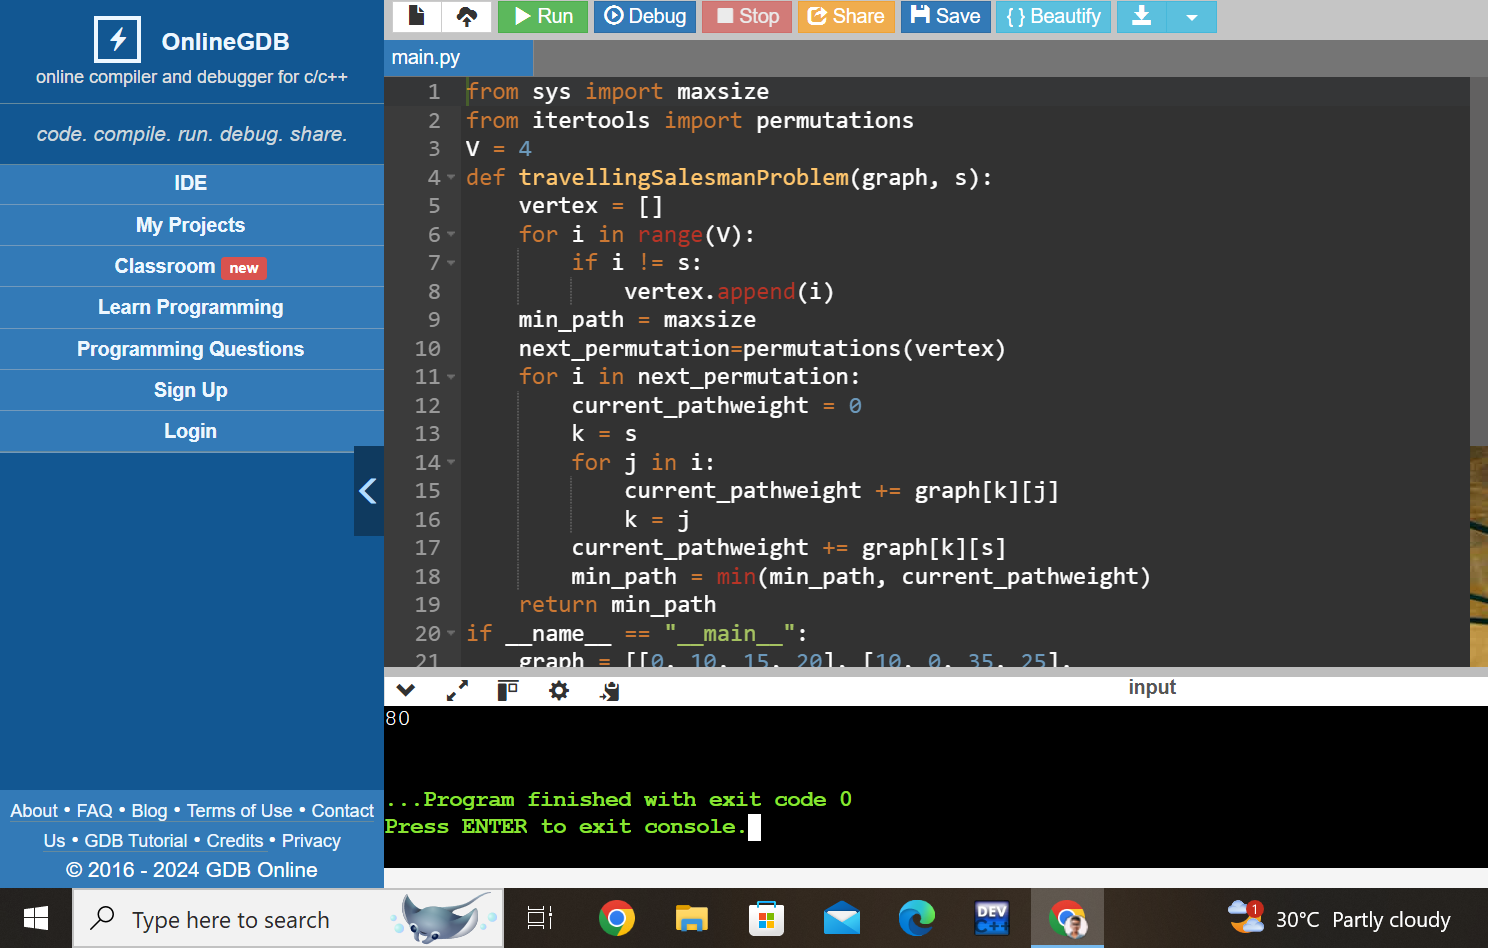 OnlineGDB
online compiler and debugger for c/c++
code. compile. run. debug. share.
IDE
My Projects
Classroom new
Learn Programming
Programming Questions
Sign Up
Login
About • FAQ • Blog • Terms of Use • Contact
Us • GDB Tutorial • Credits • Privacy
© 2016 - 2024 GDB Online
Run Debug Stop Share Save { } Beautify
main.py
1 from sys import maxsize
2 from itertools import permutations
3 V = 4
4 def travellingSalesmanProblem(graph, s):
5     vertex = []
6     for i in range(V):
7         if i != s:
8             vertex.append(i)
9     min_path = maxsize
10     next_permutation=permutations(vertex)
11     for i in next_permutation:
12         current_pathweight = 0
13         k = s
14         for j in i:
15             current_pathweight += graph[k][j]
16             k = j
17         current_pathweight += graph[k][s]
18         min_path = min(min_path, current_pathweight)
19     return min_path
20 if __name__ == "__main__":
21     graph = [[0, 10, 15, 20], [10, 0, 35, 25],
input
80
...Program finished with exit code 0
Press ENTER to exit console.
Type here to search
DEV
C++
1
30°C Partly cloudy